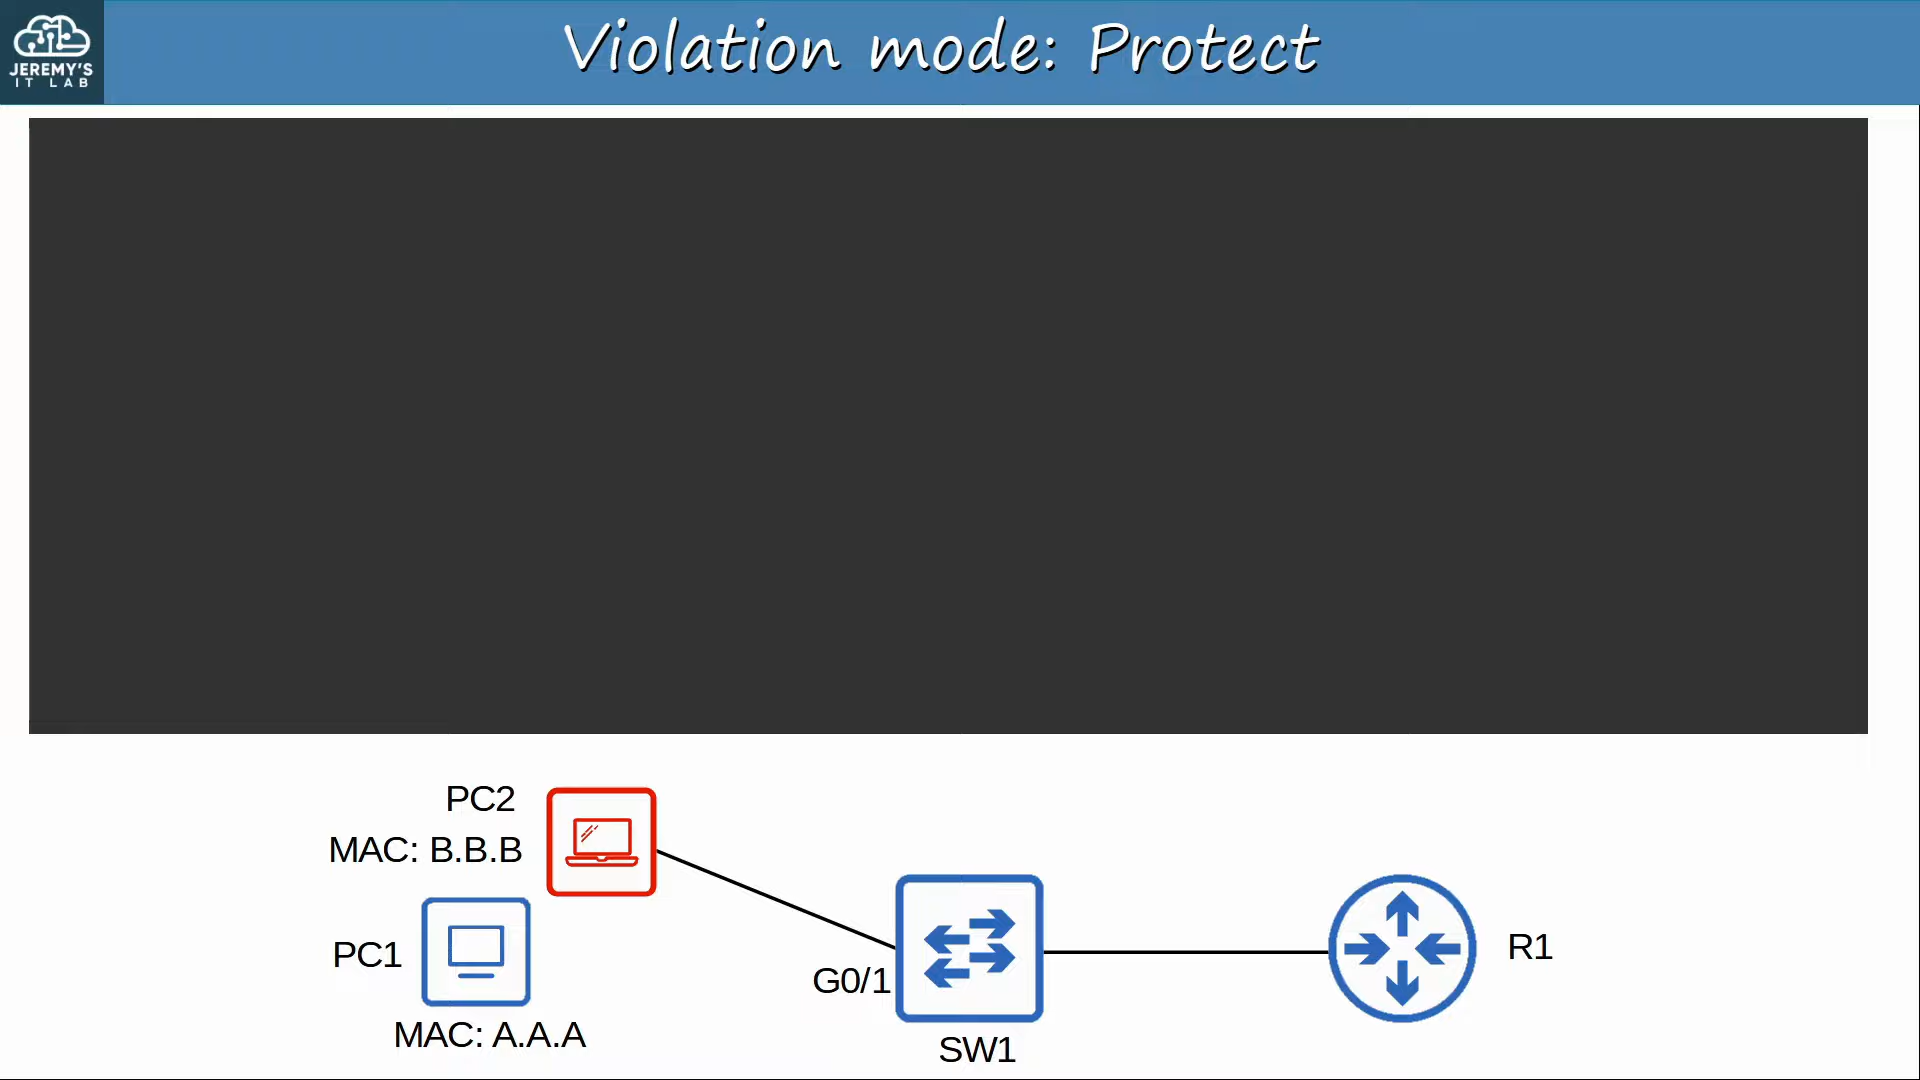 JEREMY'S
IT LAB
Violation mode: Protect
PC2
MAC: B.B.B
PC1
MAC: A.A.A
G0/1
SW1
R1